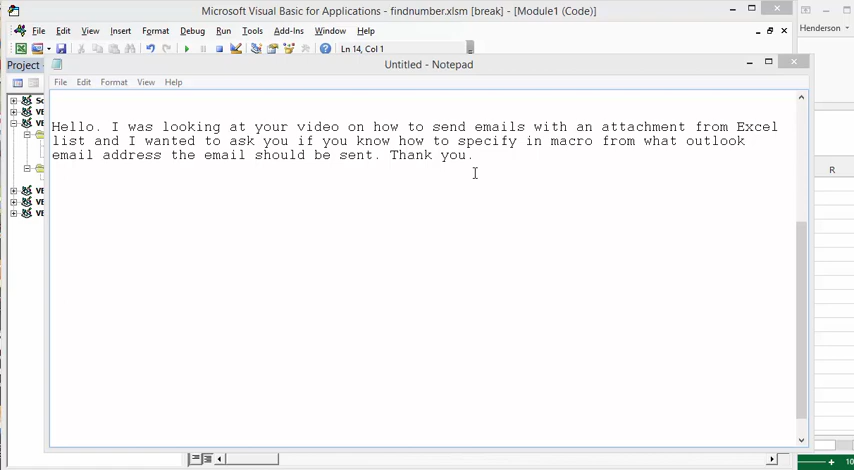 Microsoft Visual Basic for Applications - findnumber.xlsm [break] - [Module1 (Code)]
File Edit View Insert Format Debug Run Tools Add-Ins Window Help
Henderson
Ln 14, Col 1
Project
Untitled - Notepad
File Edit Format View Help
Hello. I was looking at your video on how to send emails with an attachment from Excel
list and I wanted to ask you if you know how to specify in macro from what outlook
email address the email should be sent. Thank you.
R
10